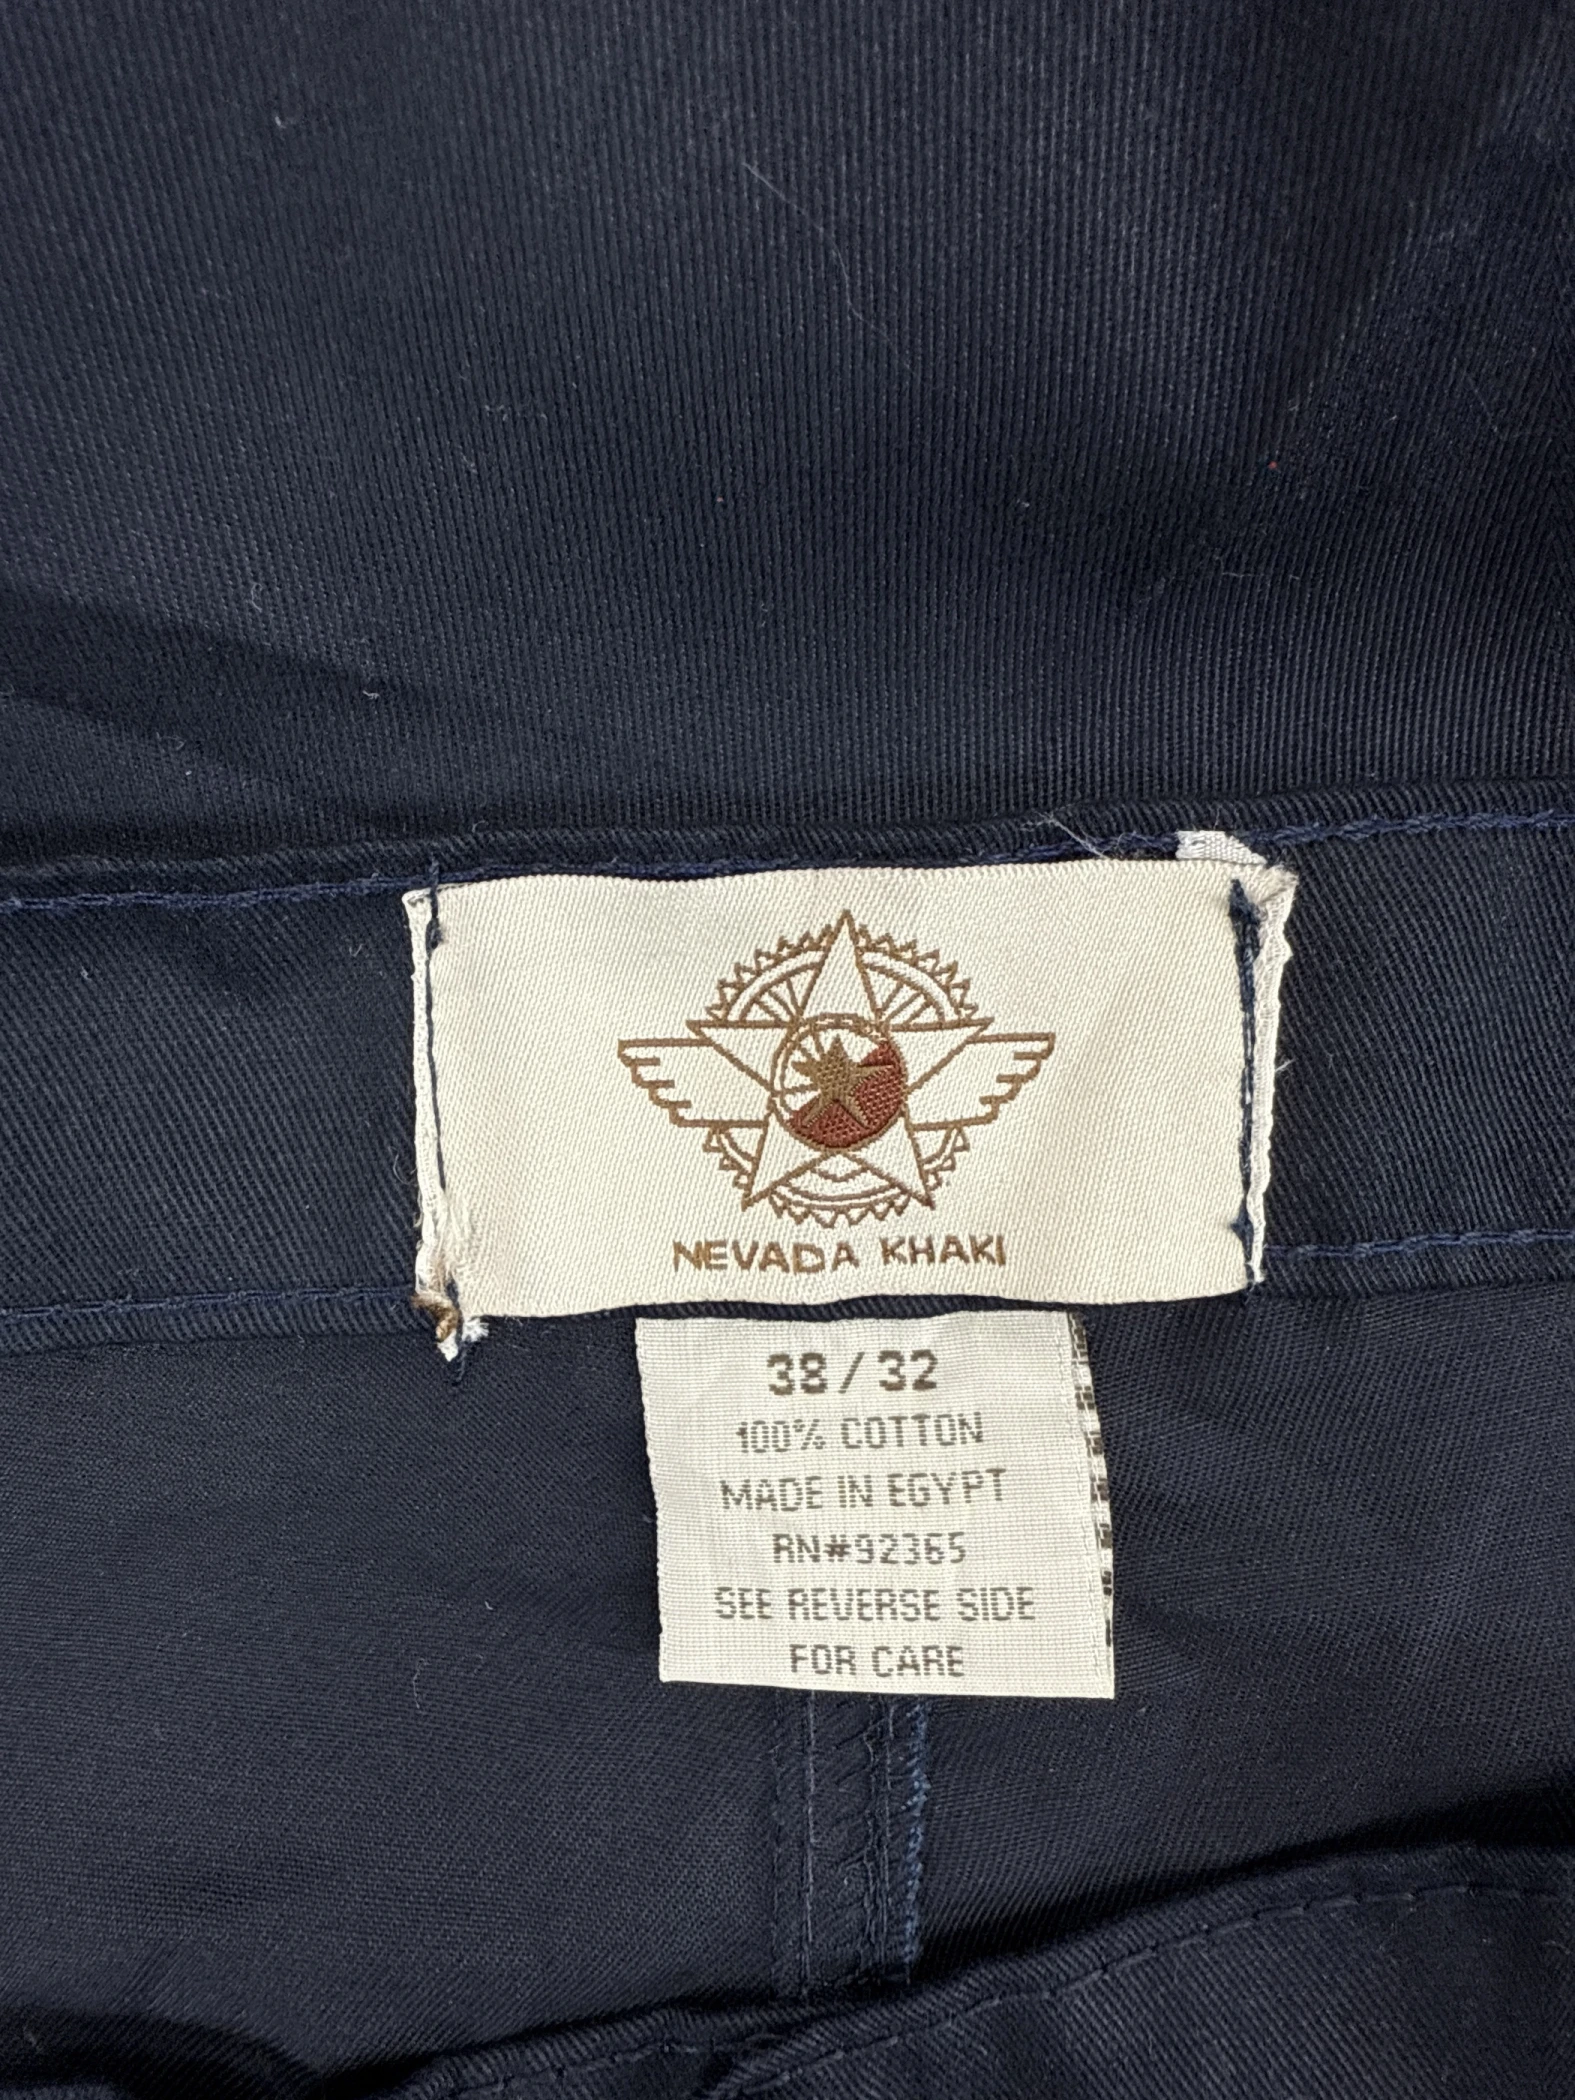 NEVADA KHAKI
38 / 32
100% COTTON
MADE IN EGYPT
RN#92365
SEE REVERSE SIDE
FOR CARE